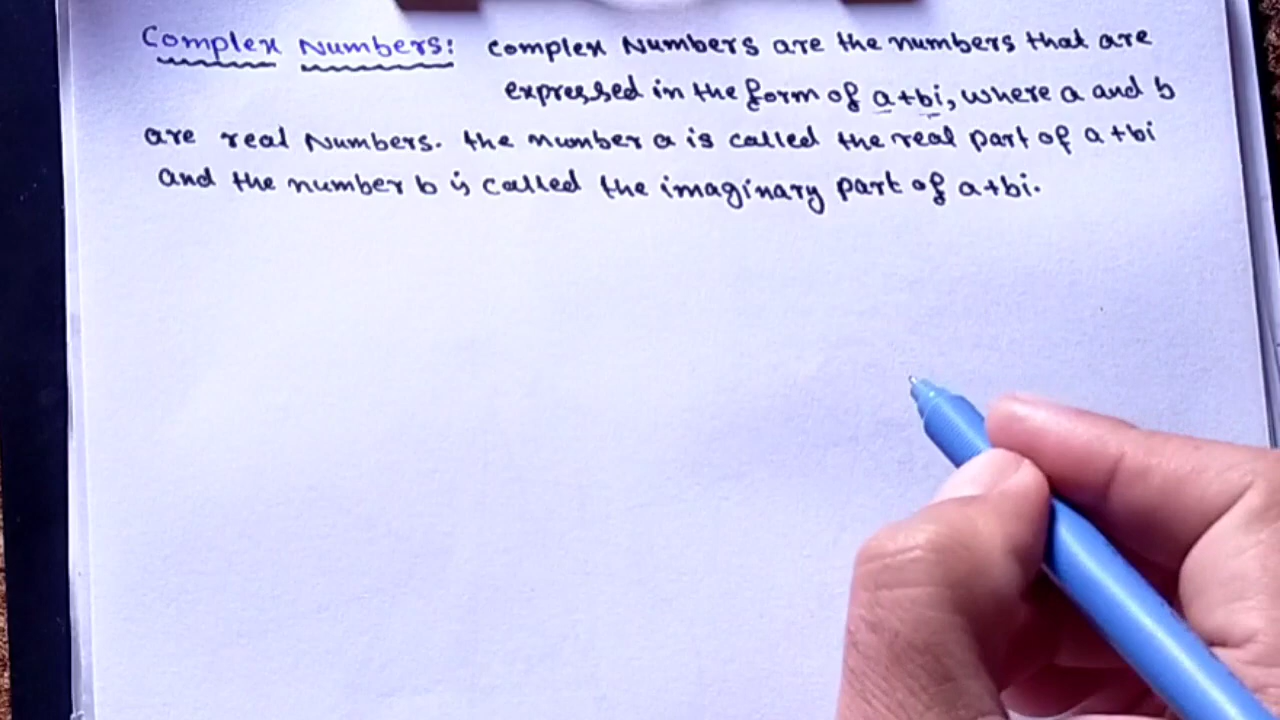 Complex Numbers: Complex Numbers are the numbers that are
expressed in the form of a+bi, where a and b
are real Numbers. the number a is called the real part of a+bi
and the number b is called the imaginary part of a+bi.